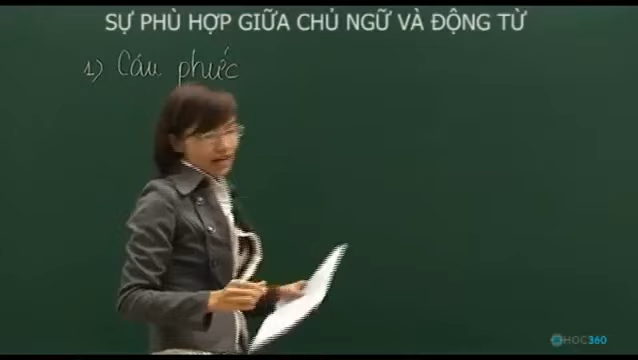 SỰ PHÙ HỢP GIỮA CHỦ NGỮ VÀ ĐỘNG TỪ
1) Câu phức
HOC360